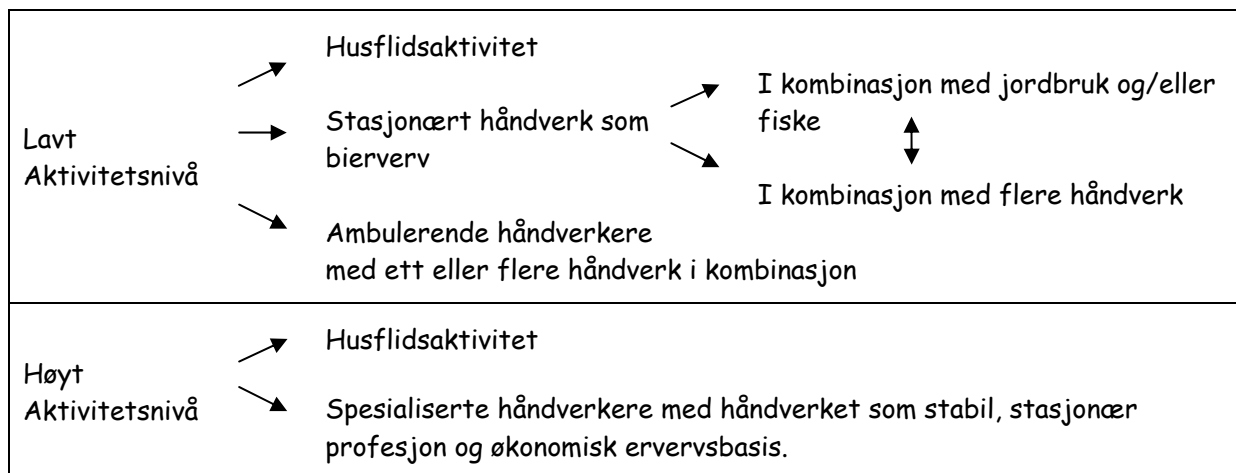 Husflidsaktivitet
I kombinasjon med jordbruk og/eller
fiske
Stasjonært håndverk som
bierverv
Lavt
Aktivitetsnivå
I kombinasjon med flere håndverk
Ambulerende håndverkere
med ett eller flere håndverk i kombinasjon
Husflidsaktivitet
Høyt
Aktivitetsnivå
Spesialiserte håndverkere med håndverket som stabil, stasjonær
profesjon og økonomisk ervervsbasis.